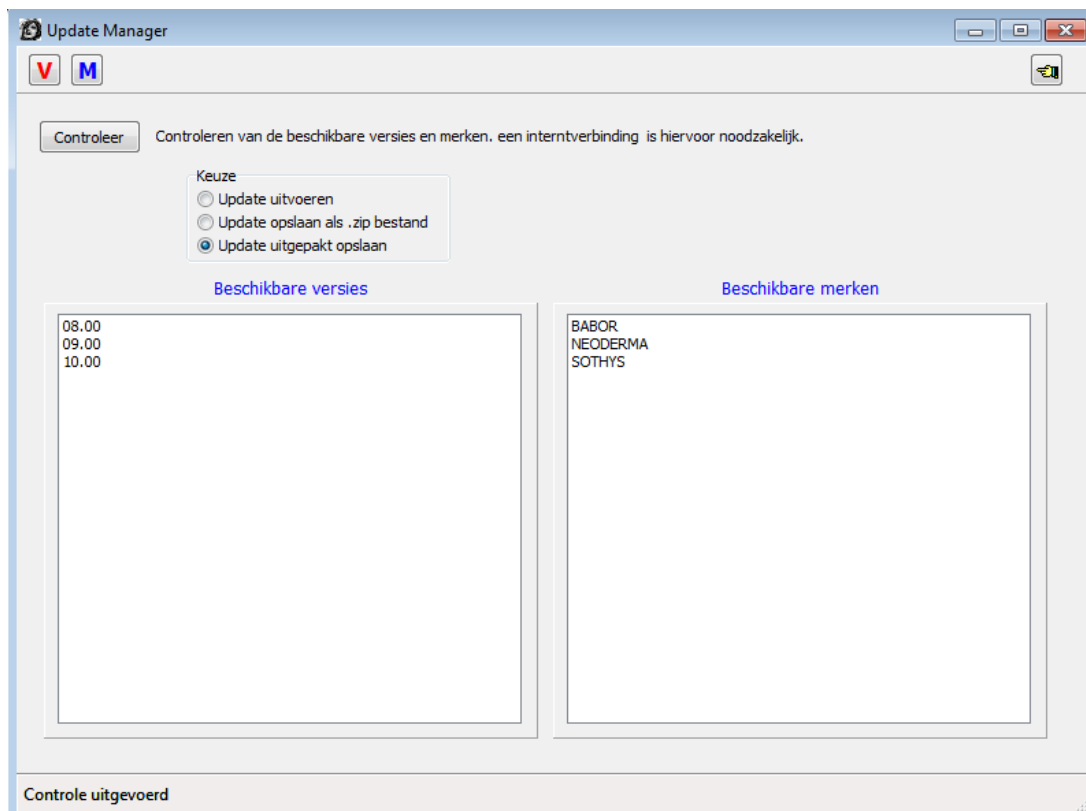 Update Manager
V M
Controleer Controleren van de beschikbare versies en merken. een interntverbinding is hiervoor noodzakelijk.
Keuze
Update uitvoeren
Update opslaan als .zip bestand
Update uitgepakt opslaan
Beschikbare versies
08.00
09.00
10.00
Beschikbare merken
BABOR
NEODERMA
SOTHYS
Controle uitgevoerd